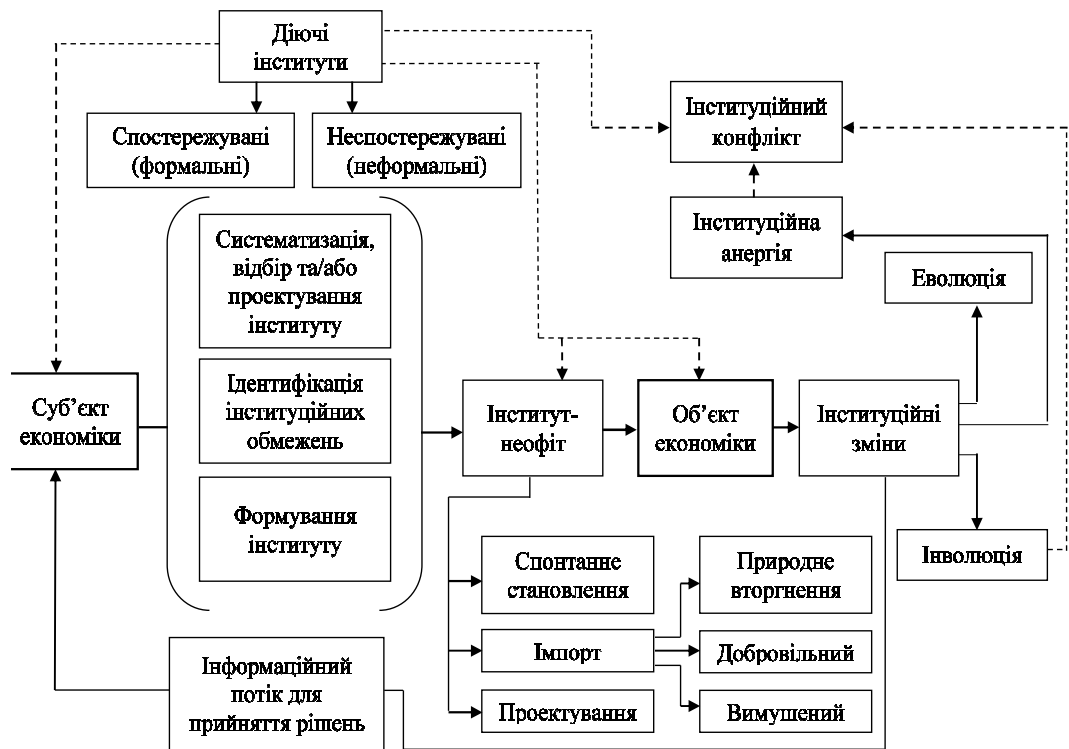 Діючі
інститути
Спостережувані
(формальні)
Неспостережувані
(неформальні)
Інституційний
конфлікт
Інституційна
анергія
Еволюція
Систематизація,
відбір та/або
проектування
інституту
Ідентифікація
інституційних
обмежень
Формування
інституту
Суб’єкт
економіки
Інститут-
неофіт
Об’єкт
економіки
Інституційні
зміни
Інволюція
Спонтанне
становлення
Імпорт
Проектування
Природне
вторгнення
Добровільний
Вимушений
Інформаційний
потік для
прийняття рішень